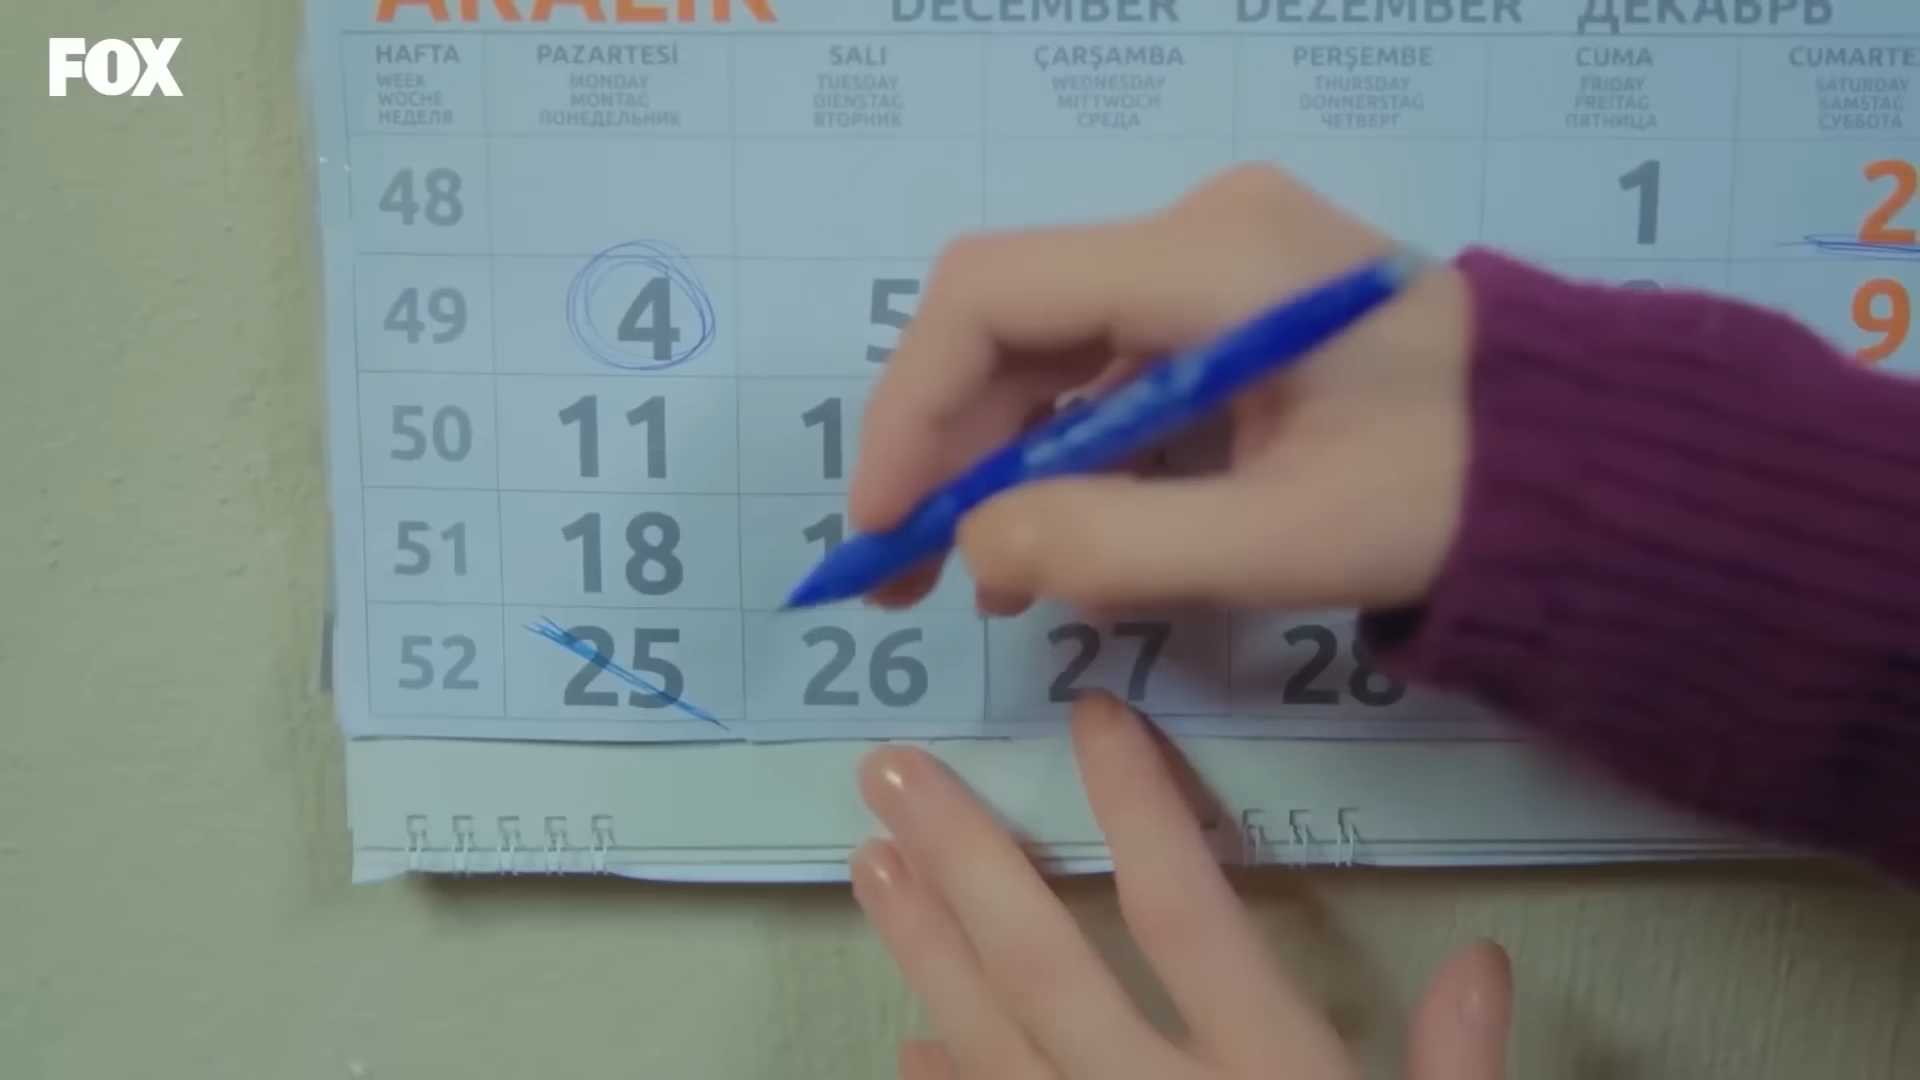 FOX
ARALIK DECEMBER DEZEMBER ДЕКАБРЬ
HAFTA PAZARTESİ SALI ÇARŞAMBA PERŞEMBE CUMA CUMARTE
WEEK MONDAY TUESDAY WEDNESDAY THURSDAY FRIDAY SATURDAY
WOCHE MONTAG DIENSTAG MITTWOCH DONNERSTAG FREITAG SAMSTAG
НЕДЕЛЯ ПОНЕДЕЛЬНИК ВТОРНИК СРЕДА ЧЕТВЕРГ ПЯТНИЦА СУББОТА
48 1 2
49 4 5 9
50 11
51 18
52 25 26 27 28